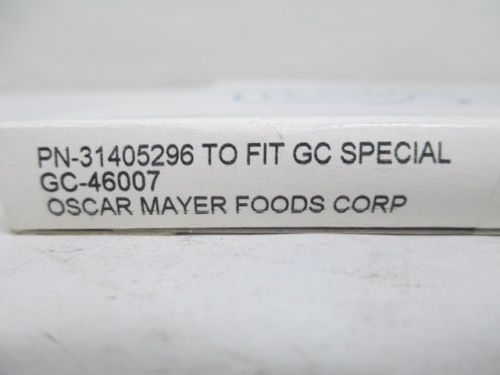 PN-31405296 TO FIT GC SPECIAL
GC-46007
OSCAR MAYER FOODS CORP